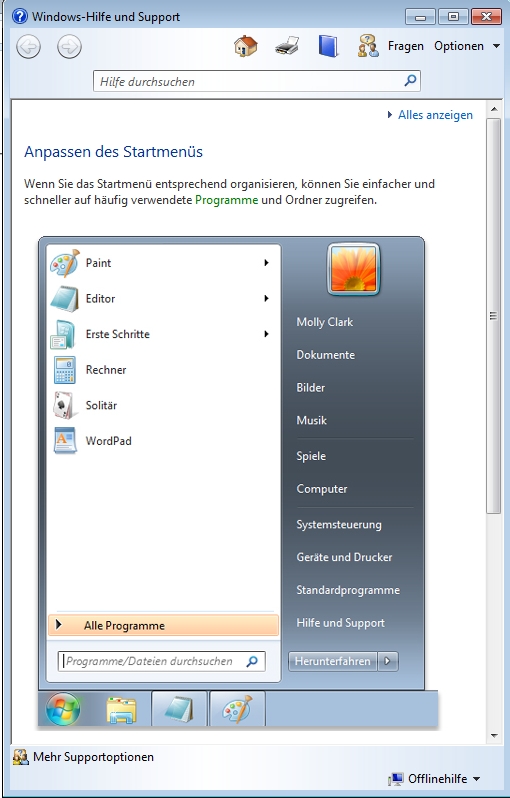 Windows-Hilfe und Support
Fragen Optionen
Hilfe durchsuchen
Alles anzeigen
Anpassen des Startmenüs
Wenn Sie das Startmenü entsprechend organisieren, können Sie einfacher und
schneller auf häufig verwendete Programme und Ordner zugreifen.
Paint
Editor
Erste Schritte
Rechner
Solitär
WordPad
Alle Programme
Programme/Dateien durchsuchen
Molly Clark
Dokumente
Bilder
Musik
Spiele
Computer
Systemsteuerung
Geräte und Drucker
Standardprogramme
Hilfe und Support
Herunterfahren
Mehr Supportoptionen
Offlinehilfe